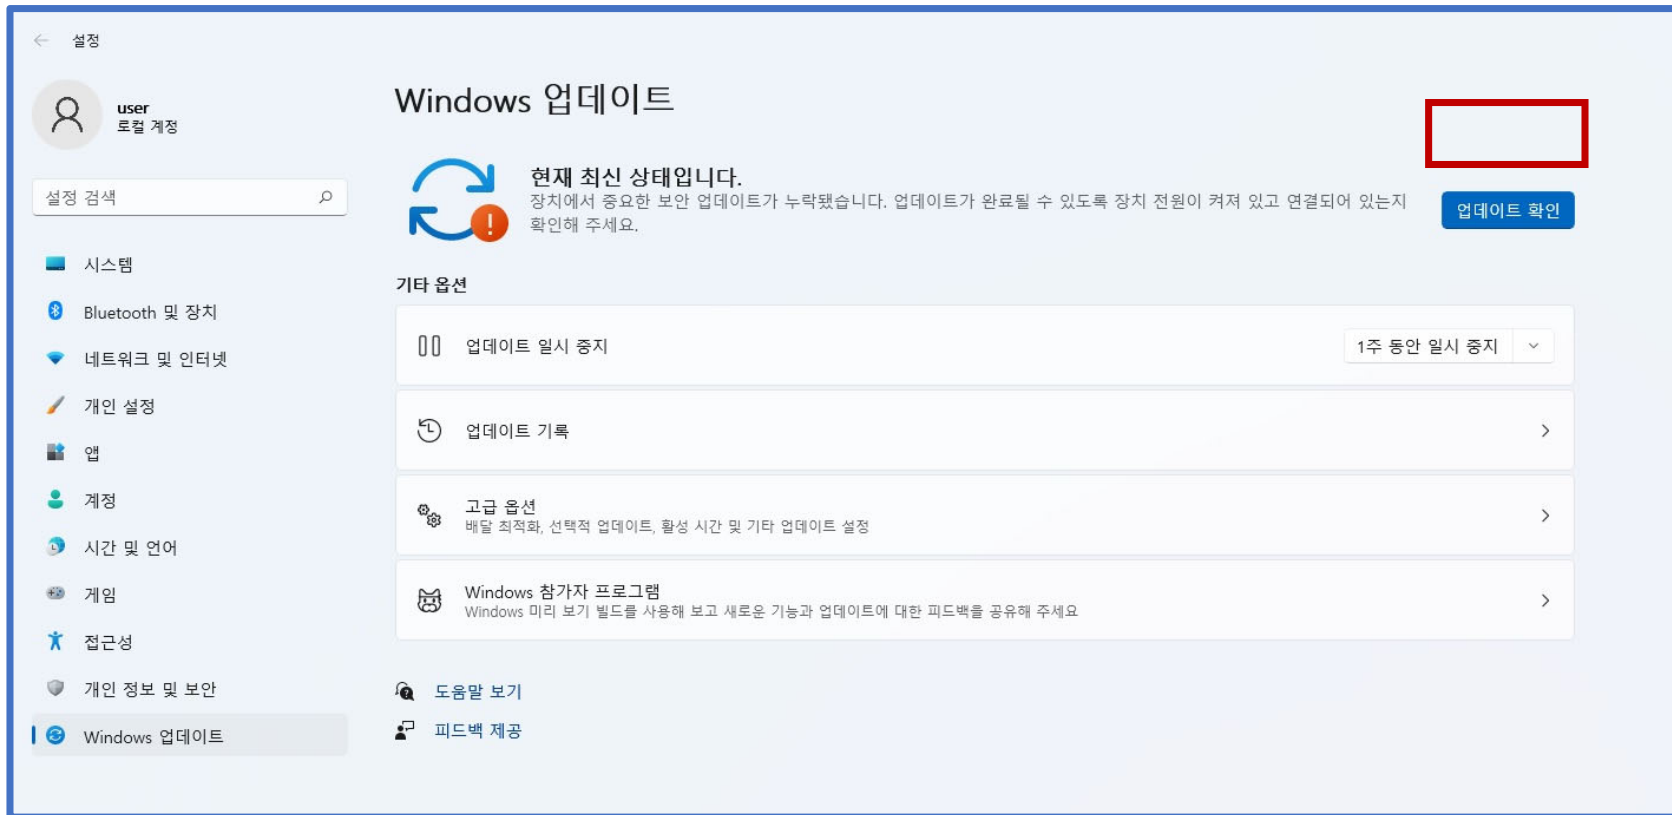 설정
user
로컬 계정
설정 검색
시스템
Bluetooth 및 장치
네트워크 및 인터넷
개인 설정
앱
계정
시간 및 언어
게임
접근성
개인 정보 및 보안
Windows 업데이트
Windows 업데이트
현재 최신 상태입니다.
장치에서 중요한 보안 업데이트가 누락됐습니다. 업데이트가 완료될 수 있도록 장치 전원이 켜져 있고 연결되어 있는지
확인해 주세요.
업데이트 확인
기타 옵션
업데이트 일시 중지
1주 동안 일시 중지
업데이트 기록
고급 옵션
배달 최적화, 선택적 업데이트, 활성 시간 및 기타 업데이트 설정
Windows 참가자 프로그램
Windows 미리 보기 빌드를 사용해 보고 새로운 기능과 업데이트에 대한 피드백을 공유해 주세요
도움말 보기
피드백 제공